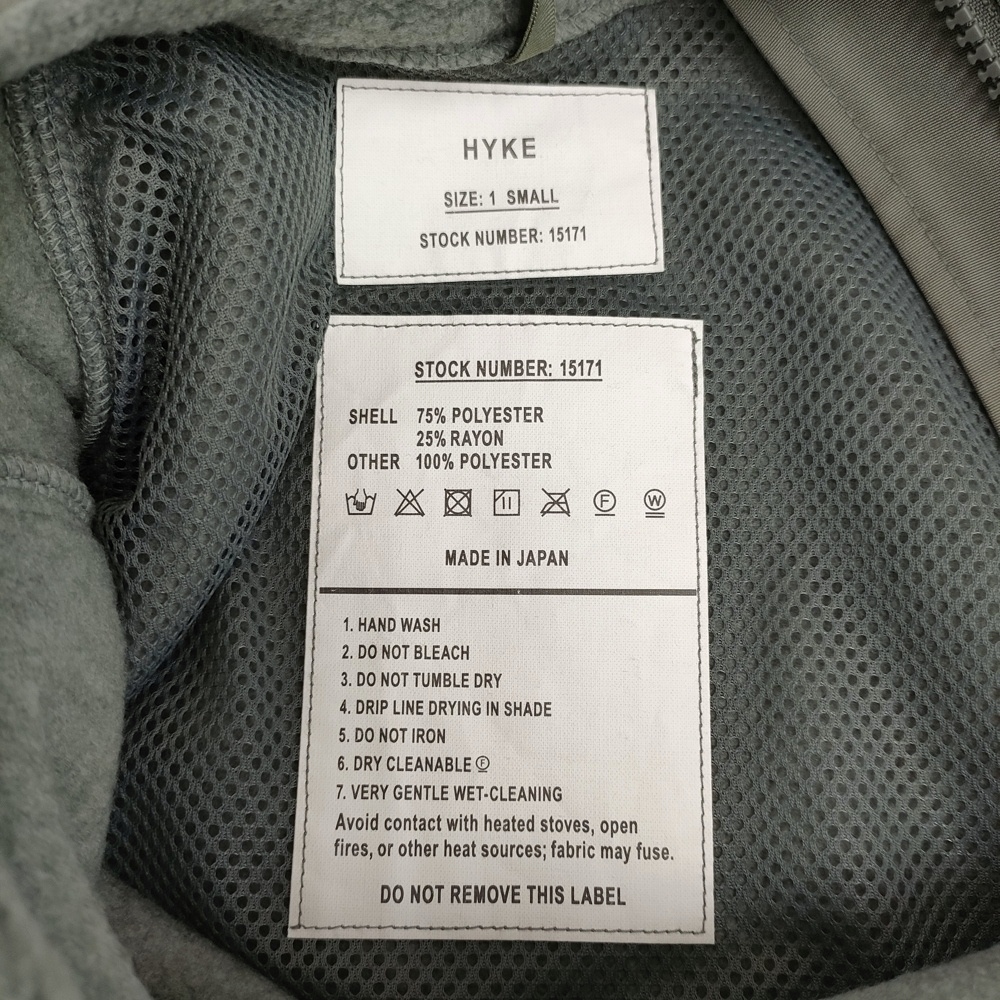 HYKE
SIZE: 1 SMALL
STOCK NUMBER: 15171
STOCK NUMBER: 15171
SHELL 75% POLYESTER
25% RAYON
OTHER 100% POLYESTER
F W
MADE IN JAPAN
1. HAND WASH
2. DO NOT BLEACH
3. DO NOT TUMBLE DRY
4. DRIP LINE DRYING IN SHADE
5. DO NOT IRON
6. DRY CLEANABLE Ⓕ
7. VERY GENTLE WET-CLEANING
Avoid contact with heated stoves, open
fires, or other heat sources; fabric may fuse.
DO NOT REMOVE THIS LABEL